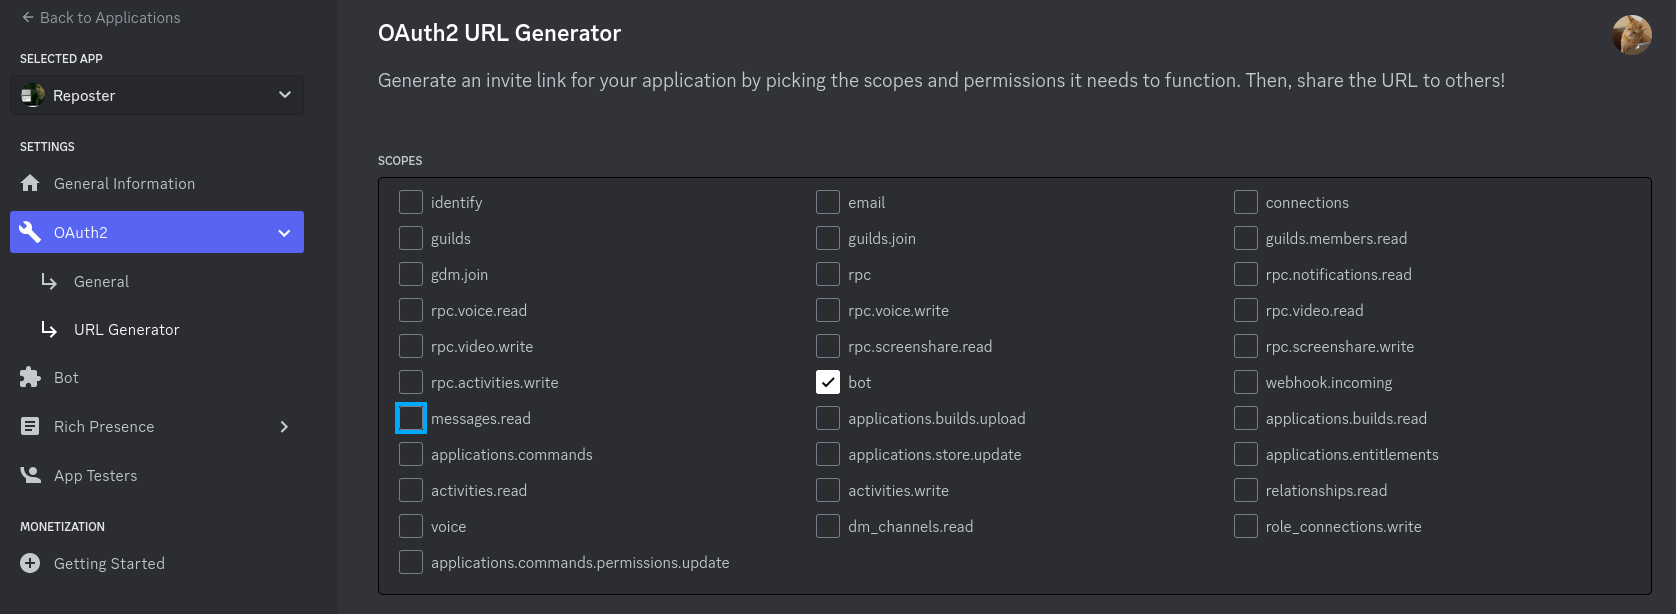 Back to Applications
SELECTED APP
Reposter
SETTINGS
General Information
OAuth2
General
URL Generator
Bot
Rich Presence
App Testers
MONETIZATION
Getting Started
OAuth2 URL Generator
Generate an invite link for your application by picking the scopes and permissions it needs to function. Then, share the URL to others!
SCOPES
identify email connections
guilds guilds.join guilds.members.read
gdm.join rpc rpc.notifications.read
rpc.voice.read rpc.voice.write rpc.video.read
rpc.video.write rpc.screenshare.read rpc.screenshare.write
rpc.activities.write bot webhook.incoming
messages.read applications.builds.upload applications.builds.read
applications.commands applications.store.update applications.entitlements
activities.read activities.write relationships.read
voice dm_channels.read role_connections.write
applications.commands.permissions.update